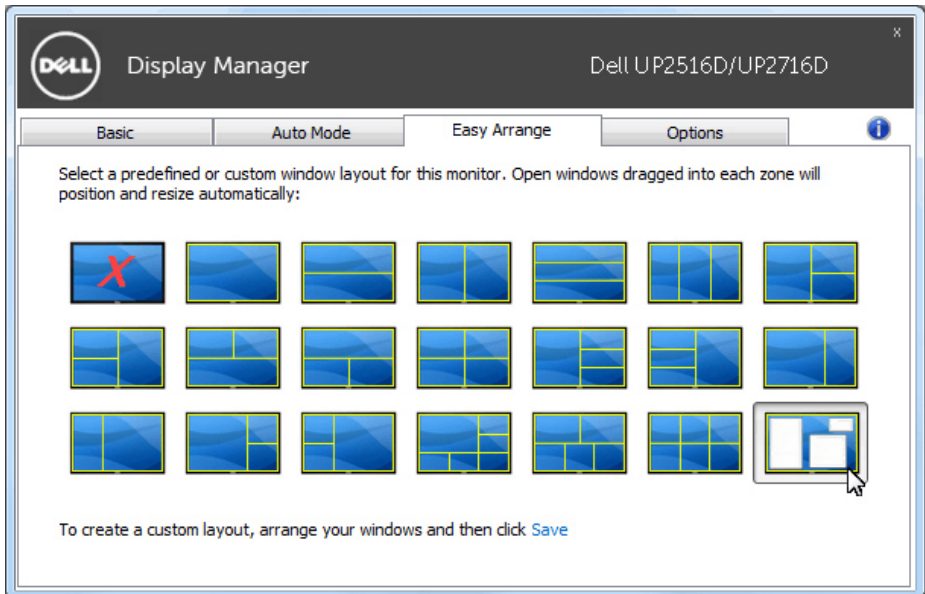 DELL Display Manager Dell UP2516D/UP2716D
x
Basic Auto Mode Easy Arrange Options
Select a predefined or custom window layout for this monitor. Open windows dragged into each zone will
position and resize automatically:
X
To create a custom layout, arrange your windows and then click Save